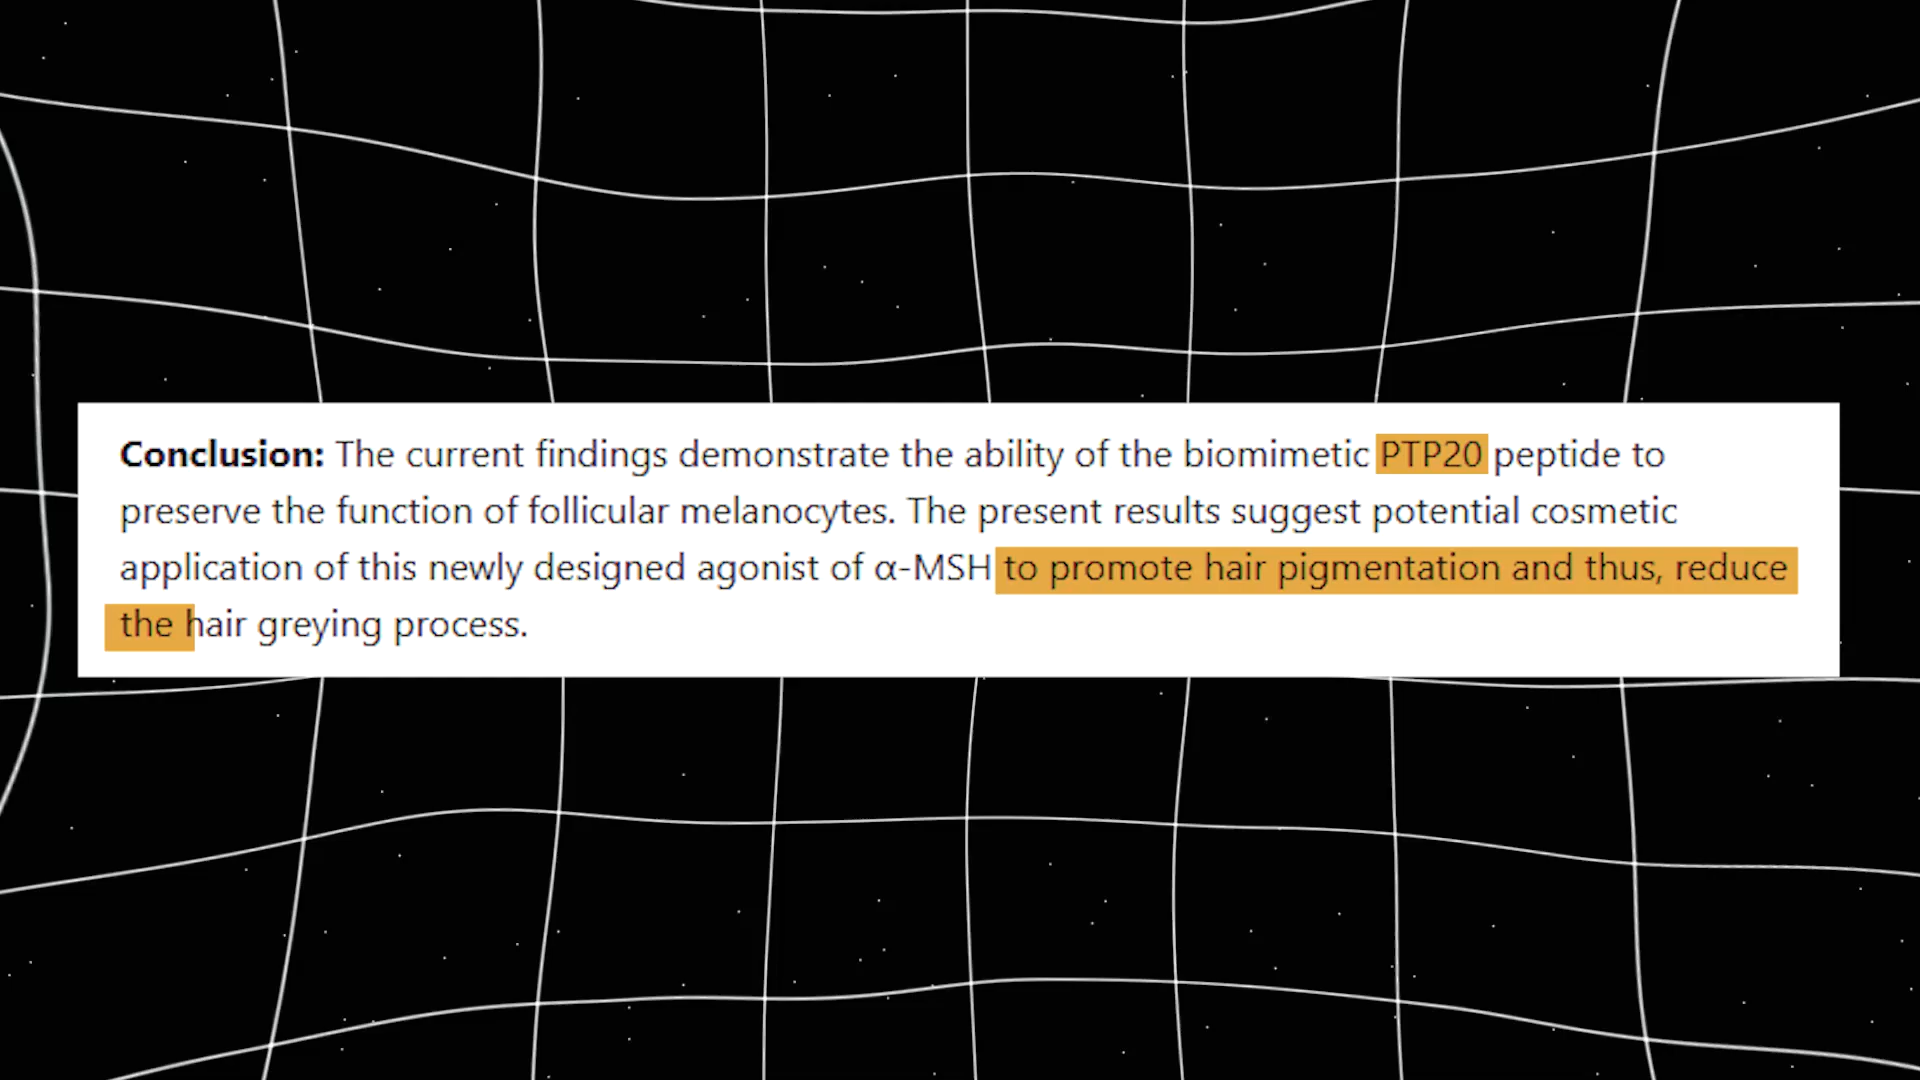 Conclusion: The current findings demonstrate the ability of the biomimetic PTP20 peptide to
preserve the function of follicular melanocytes. The present results suggest potential cosmetic
application of this newly designed agonist of α-MSH to promote hair pigmentation and thus, reduce
the hair greying process.